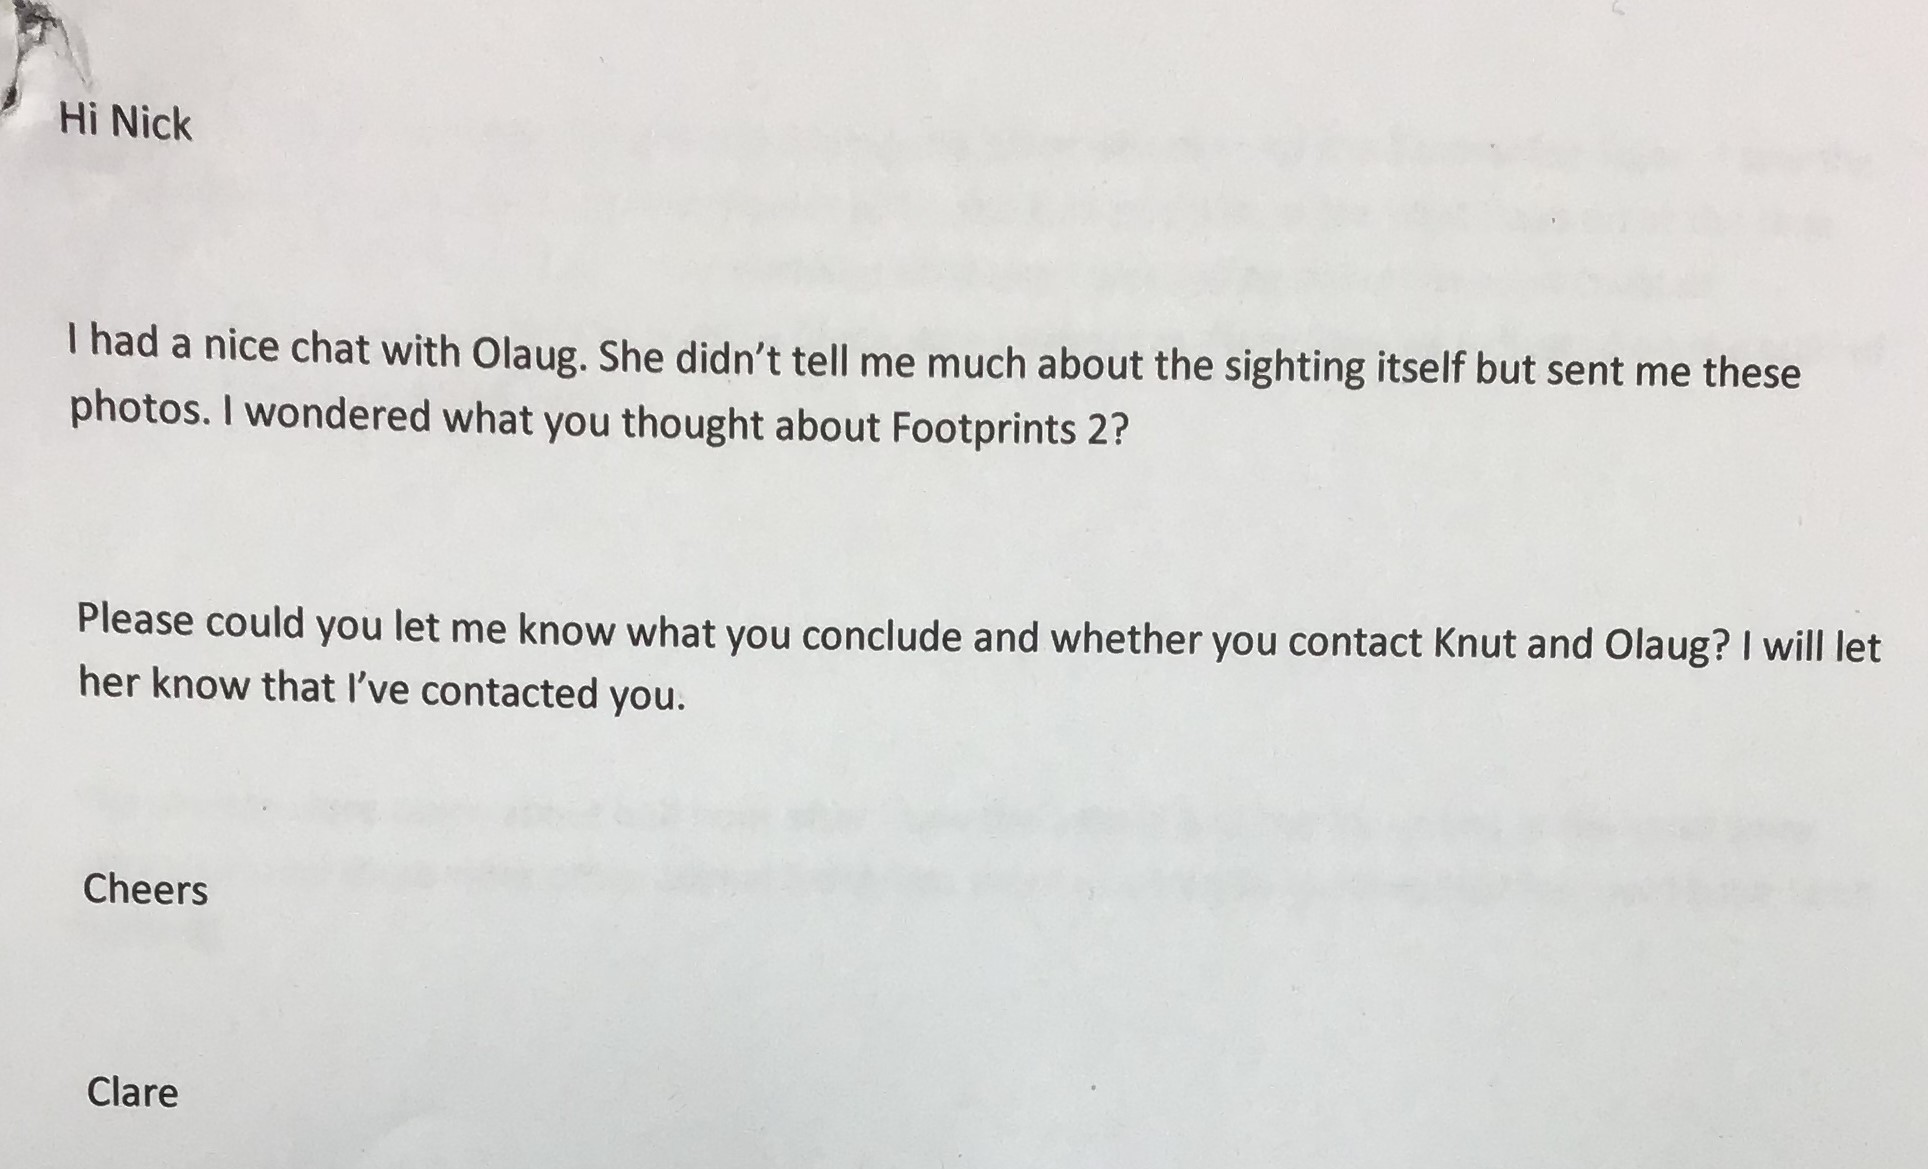 Hi Nick
I had a nice chat with Olaug. She didn't tell me much about the sighting itself but sent me these
photos. I wondered what you thought about Footprints 2?
Please could you let me know what you conclude and whether you contact Knut and Olaug? I will let
her know that I've contacted you.
Cheers
Clare